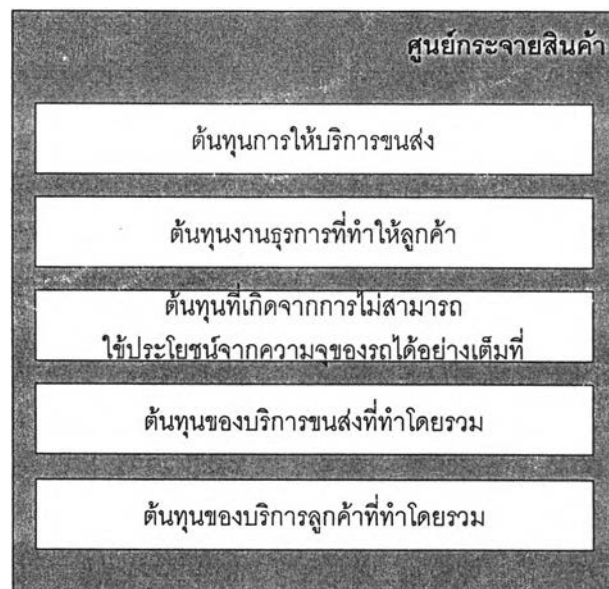 ศูนย์กระจายสินค้า
ต้นทุนการให้บริการขนส่ง
ต้นทุนงานธุรการที่ทำให้ลูกค้า
ต้นทุนที่เกิดจากการไม่สามารถ
ใช้ประโยชน์จากความจุของรถได้อย่างเต็มที่
ต้นทุนของบริการขนส่งที่ทำโดยรวม
ต้นทุนของบริการลูกค้าที่ทำโดยรวม